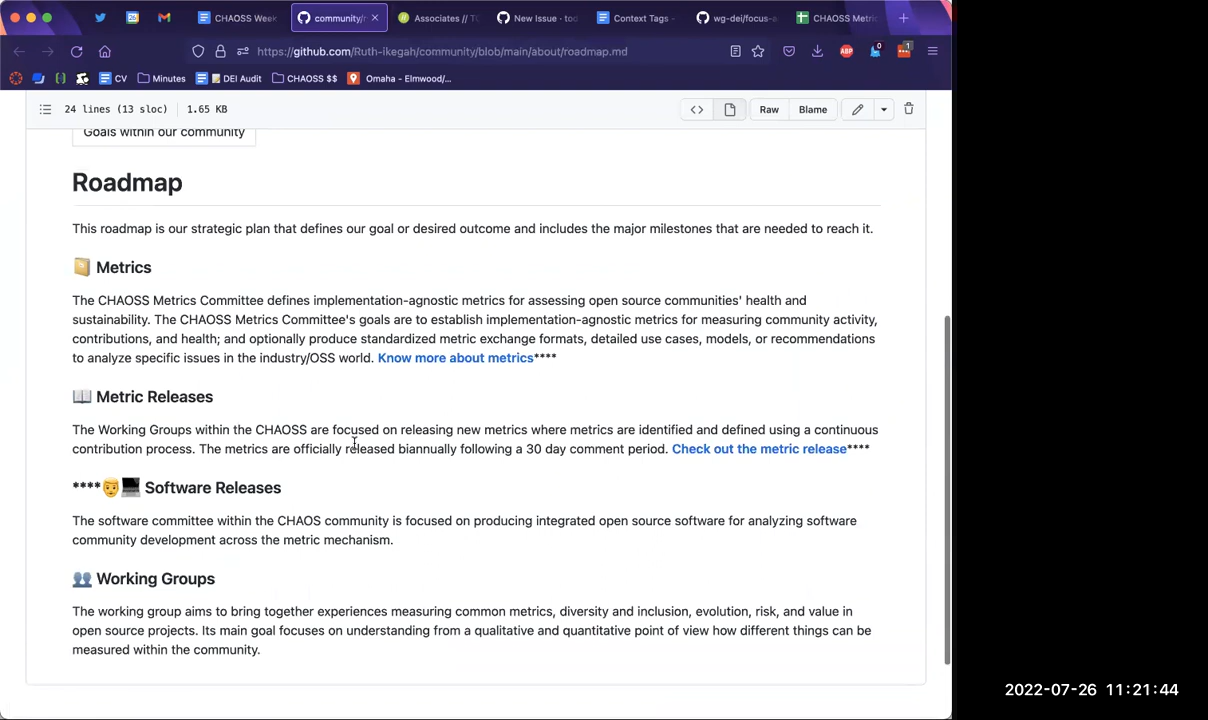 CHAOSS Week
community/r
Associates // TO
New Issue · too
Context Tags -
wg-dei/focus-a
CHAOSS Metric
https://github.com/Ruth-ikegah/community/blob/main/about/roadmap.md
ABP
0
1
CV
Minutes
DEI Audit
CHAOSS $$
Omaha - Elmwood/...
24 lines (13 sloc) 1.65 KB
Raw
Blame
Goals within our community
Roadmap
This roadmap is our strategic plan that defines our goal or desired outcome and includes the major milestones that are needed to reach it.
📔 Metrics
The CHAOSS Metrics Committee defines implementation-agnostic metrics for assessing open source communities' health and
sustainability. The CHAOSS Metrics Committee's goals are to establish implementation-agnostic metrics for measuring community activity,
contributions, and health; and optionally produce standardized metric exchange formats, detailed use cases, models, or recommendations
to analyze specific issues in the industry/OSS world. Know more about metrics****
📖 Metric Releases
The Working Groups within the CHAOSS are focused on releasing new metrics where metrics are identified and defined using a continuous
contribution process. The metrics are officially released biannually following a 30 day comment period. Check out the metric release****
****👨💻 Software Releases
The software committee within the CHAOS community is focused on producing integrated open source software for analyzing software
community development across the metric mechanism.
👥 Working Groups
The working group aims to bring together experiences measuring common metrics, diversity and inclusion, evolution, risk, and value in
open source projects. Its main goal focuses on understanding from a qualitative and quantitative point of view how different things can be
measured within the community.
2022-07-26 11:21:44